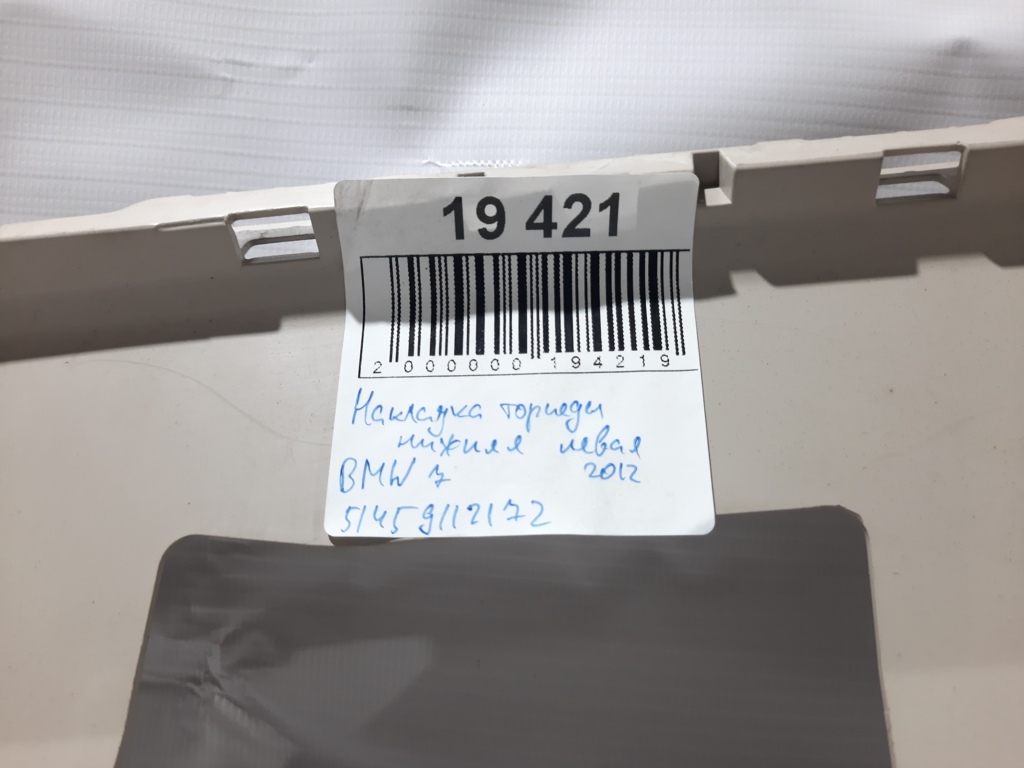 19 421
2 000000 194219
Накладка торпеды
нижняя левая
BMW 7 2012
51459112172